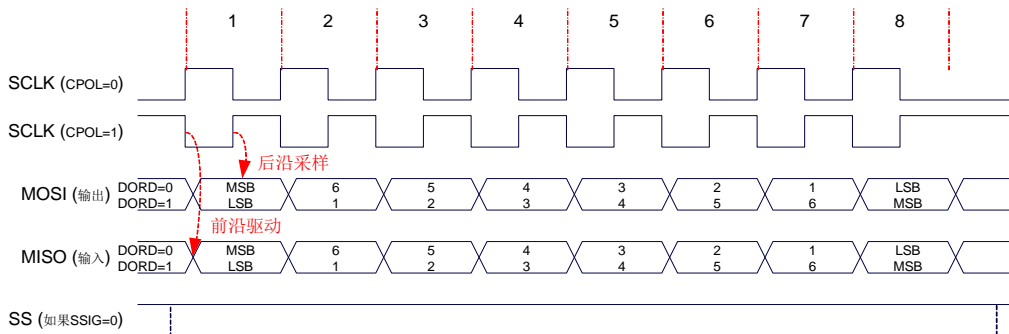 1 2 3 4 5 6 7 8
SCLK (CPOL=0)
SCLK (CPOL=1)
后沿采样
MOSI (输出) DORD=0 MSB 6 5 4 3 2 1 LSB
DORD=1 LSB 1 2 3 4 5 6 MSB
前沿驱动
MISO (输入) DORD=0 MSB 6 5 4 3 2 1 LSB
DORD=1 LSB 1 2 3 4 5 6 MSB
SS (如果SSIG=0)